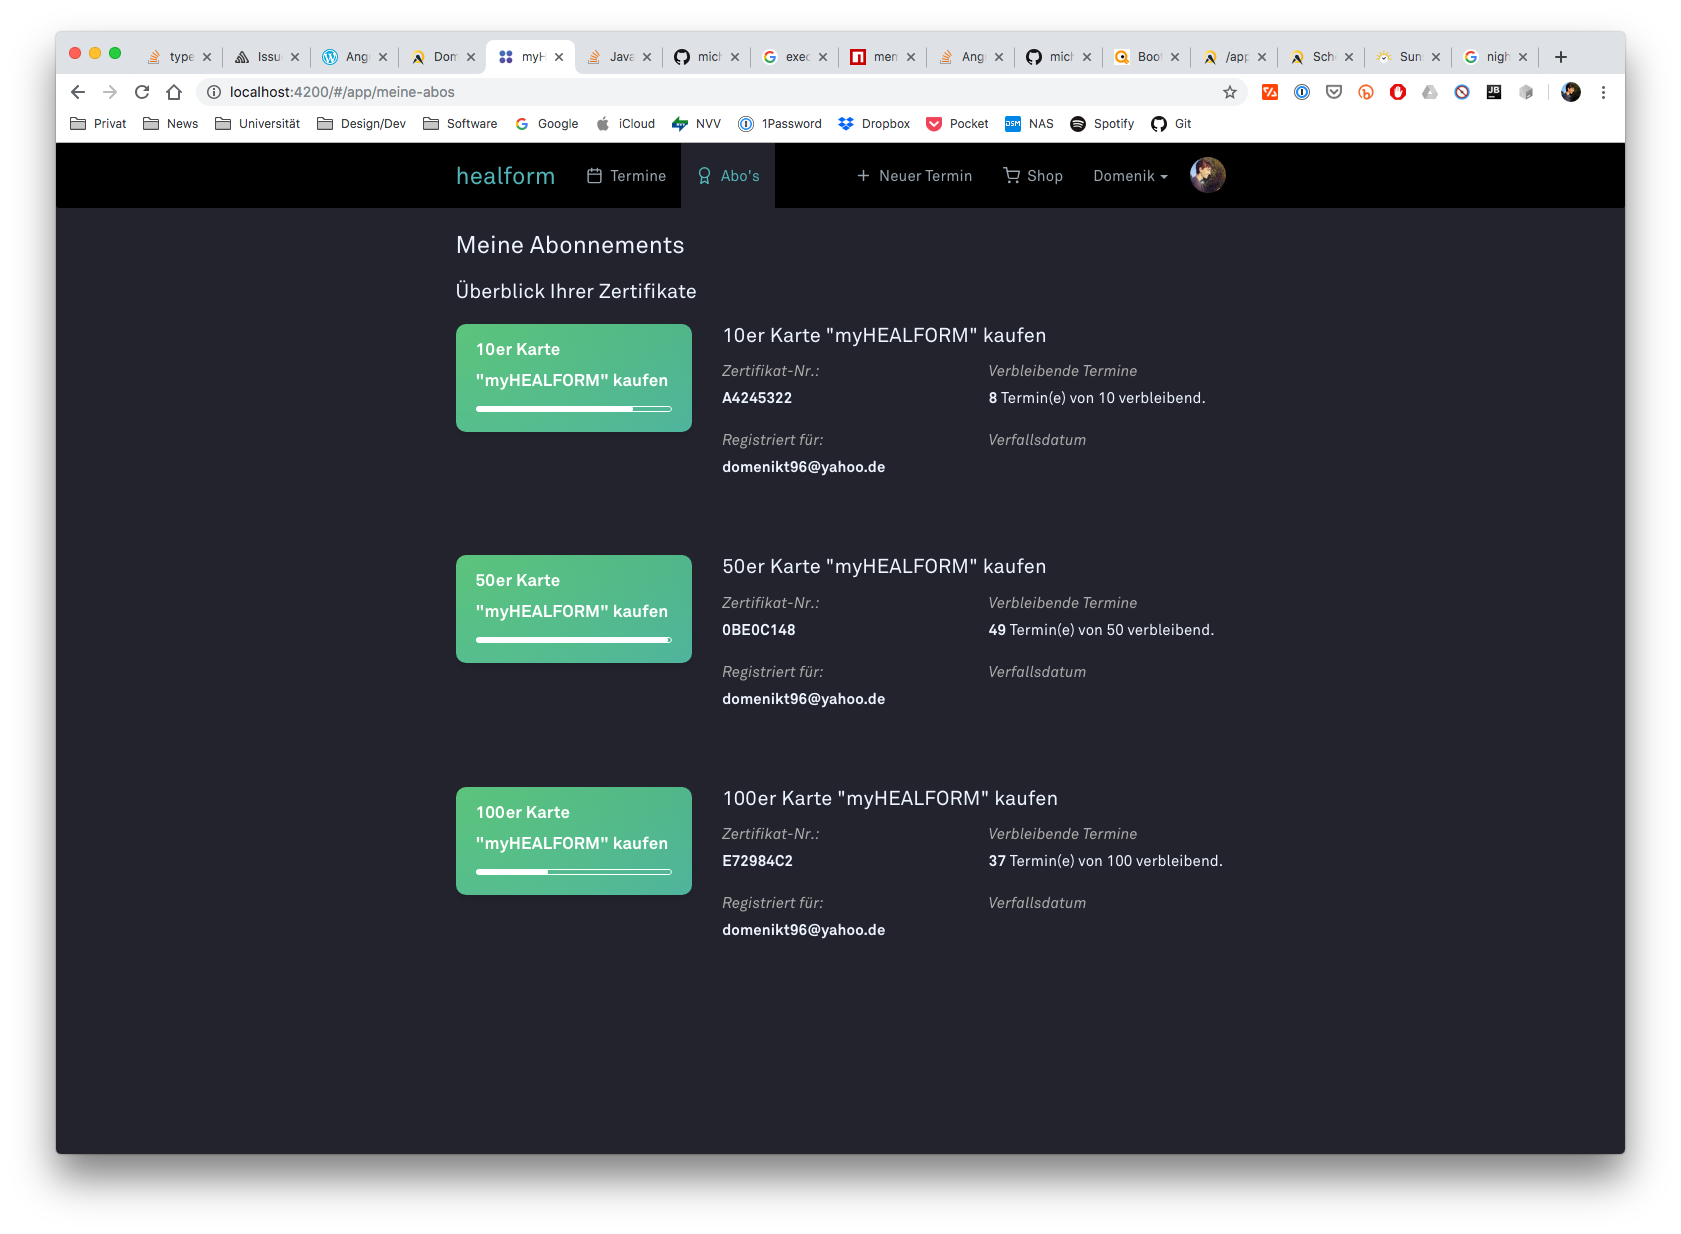 type
Issu
Ang
Dom
myH
Java
mich
exec
mem
Ang
mich
Boot
/app
Sch
Sun
nigh
localhost:4200/#/app/meine-abos
Privat
News
Universität
Design/Dev
Software
Google
iCloud
NVV
1Password
Dropbox
Pocket
NAS
Spotify
Git
healform
Termine
Abo's
Neuer Termin
Shop
Domenik
Meine Abonnements
Überblick Ihrer Zertifikate
10er Karte
"myHEALFORM" kaufen
10er Karte "myHEALFORM" kaufen
Zertifikat-Nr.:
Verbleibende Termine
A4245322
8 Termin(e) von 10 verbleibend.
Registriert für:
Verfallsdatum
domenikt96@yahoo.de
50er Karte
"myHEALFORM" kaufen
50er Karte "myHEALFORM" kaufen
Zertifikat-Nr.:
Verbleibende Termine
0BE0C148
49 Termin(e) von 50 verbleibend.
Registriert für:
Verfallsdatum
domenikt96@yahoo.de
100er Karte
"myHEALFORM" kaufen
100er Karte "myHEALFORM" kaufen
Zertifikat-Nr.:
Verbleibende Termine
E72984C2
37 Termin(e) von 100 verbleibend.
Registriert für:
Verfallsdatum
domenikt96@yahoo.de